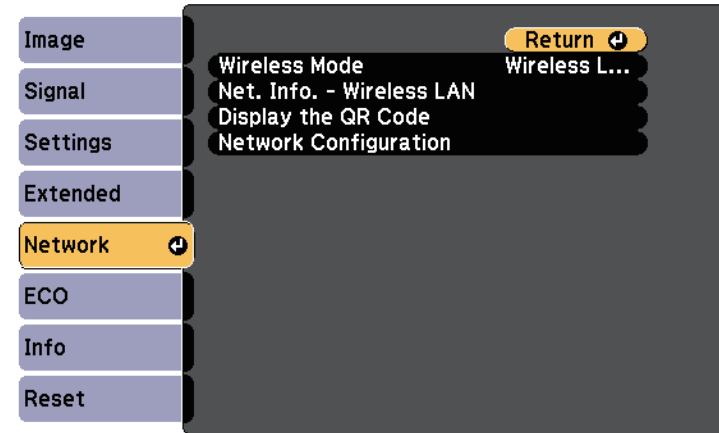 Image
Signal
Settings
Extended
Network
ECO
Info
Reset
Return
Wireless Mode Wireless L...
Net. Info. - Wireless LAN
Display the QR Code
Network Configuration